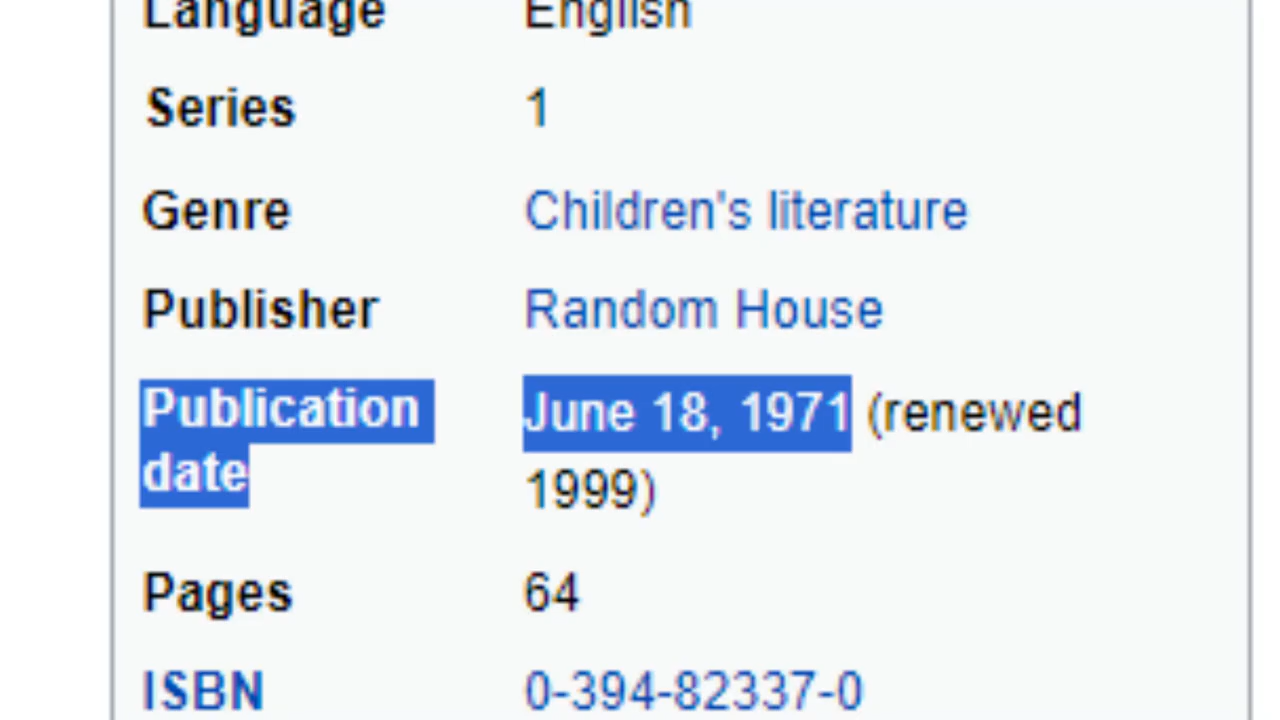 Language English
Series 1
Genre Children's literature
Publisher Random House
Publication June 18, 1971 (renewed
date 1999)
Pages 64
ISBN 0-394-82337-0